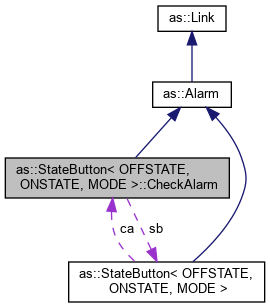 as::Link
as::Alarm
as::StateButton< OFFSTATE,
ONSTATE, MODE >::CheckAlarm
ca
sb
as::StateButton< OFFSTATE,
ONSTATE, MODE >